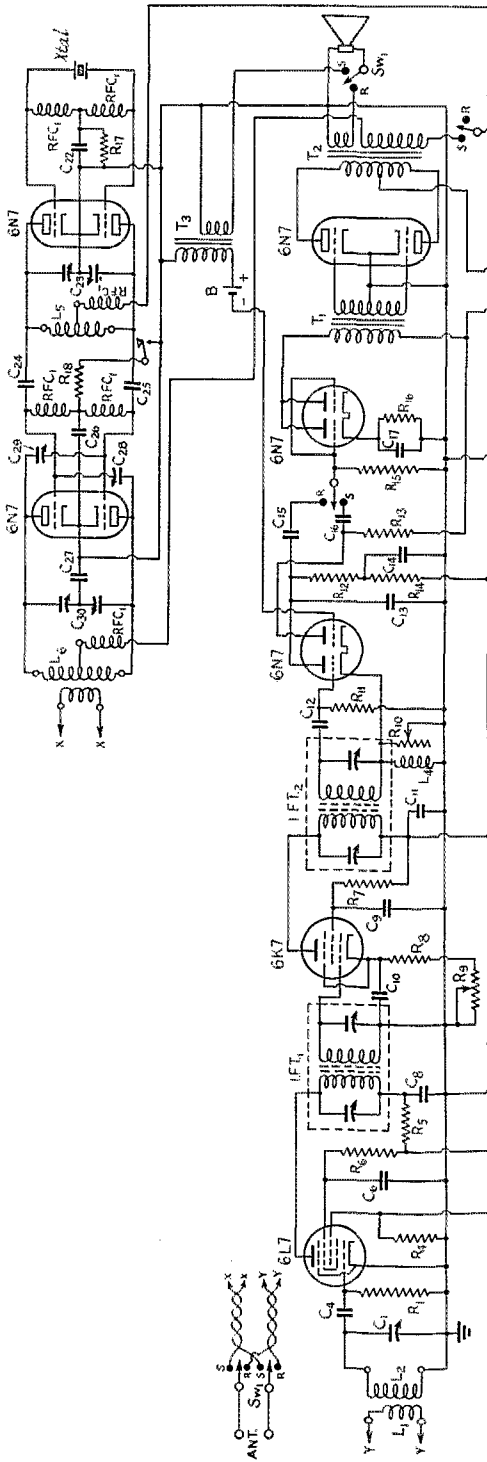 6N7
C24
C29
6N7
Xtal
RFC1
C22
RFC1
R17
C23
RFC1
L5
RFC1
R18
C26
RFC1
C25
C28
C27
C30
L6
RFC1
X
X
T3
B
+
-
S
R
Sw1
T2
S
R
6N7
T1
6N7
C17
R16
R15
R
S
C15
C16
R13
C14
R12
R14
C13
6N7
C12
R11
R10
L4
I.F.T.2
C11
R7
C9
6K7
C10
R8
R9
I.F.T.1
C8
R5
R6
C6
6L7
R4
C4
R1
C1
L2
L1
Y
Y
X
X
Y
Y
S
R
S
R
Sw1
ANT.